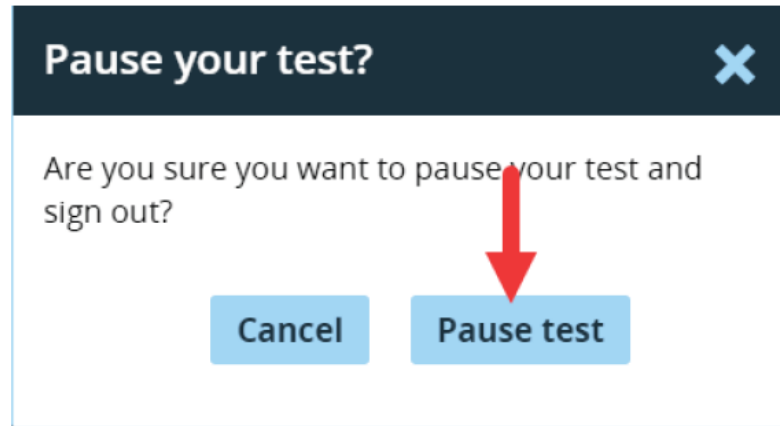 Pause your test?
Are you sure you want to pause your test and
sign out?
Cancel
Pause test